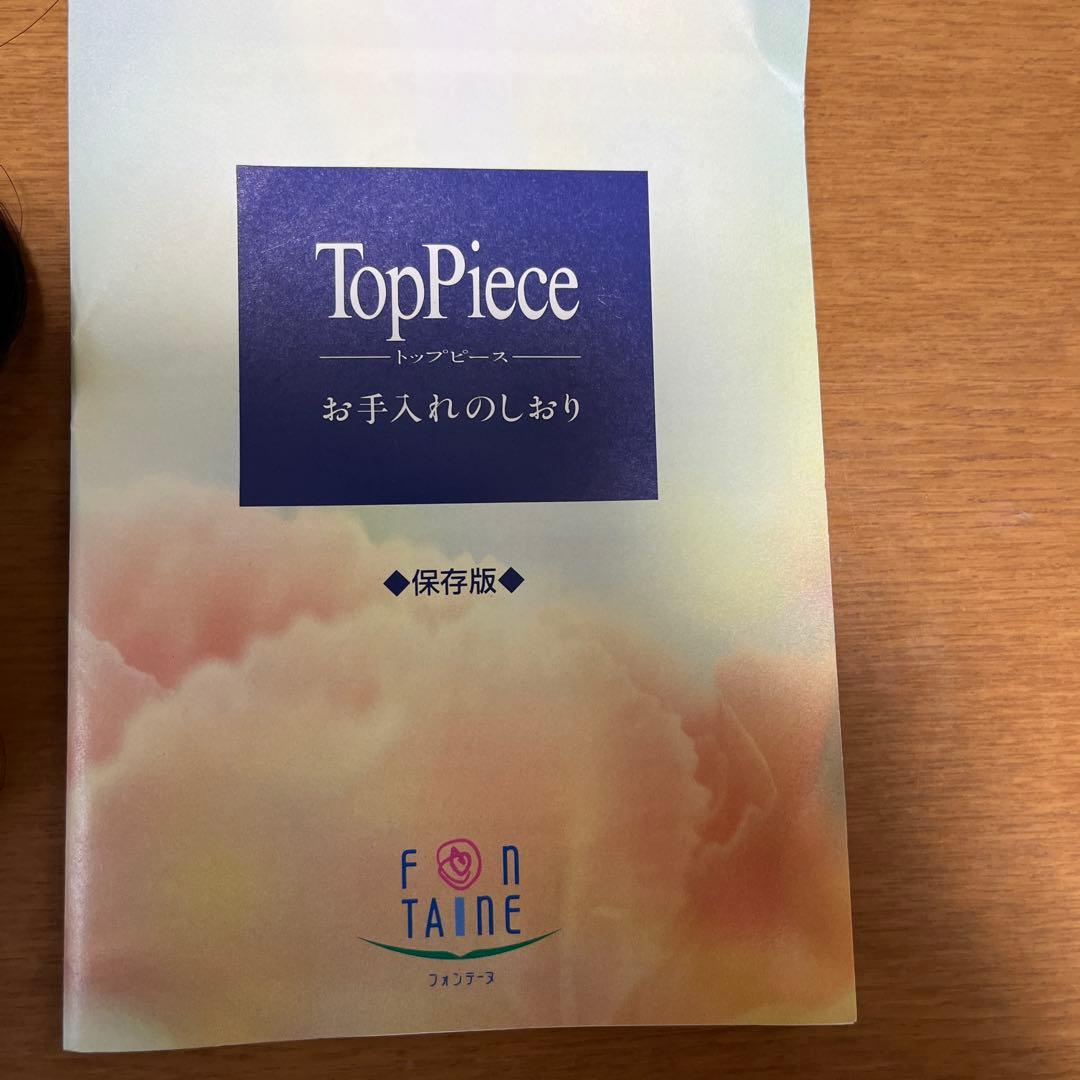 TopPiece
トップピース
お手入れのしおり
◆保存版◆
FON
TAINE
フォンテーヌ